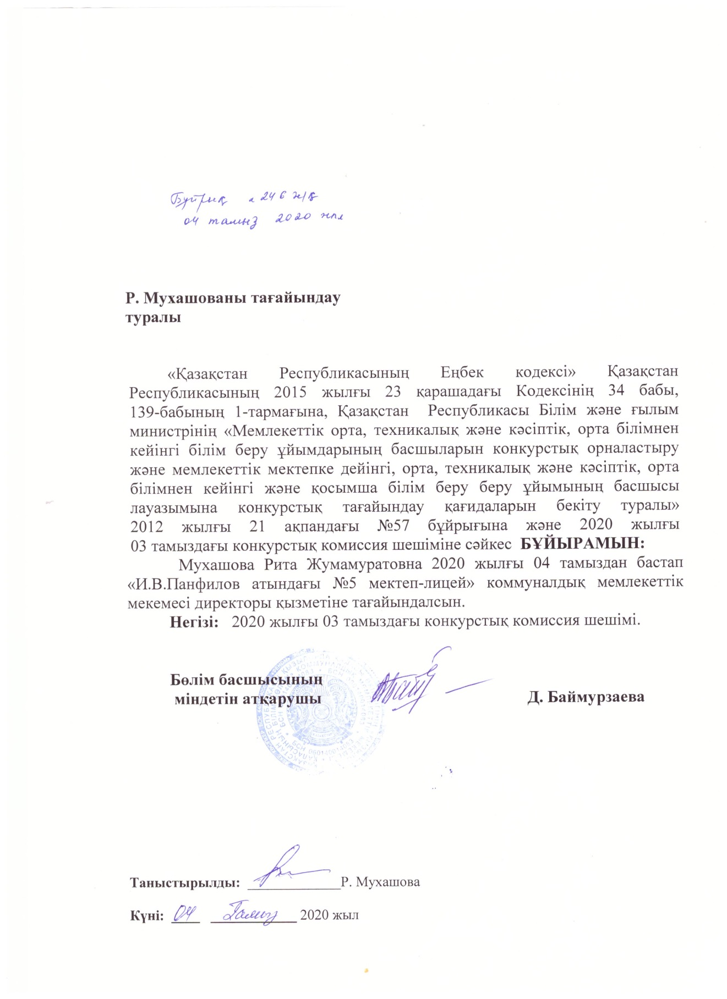 Бұйрық № 246 ж/қ
04 тамыз 2020 жыл
Р. Мухашованы тағайындау
туралы
«Қазақстан Республикасының Еңбек кодексі» Қазақстан
Республикасының 2015 жылғы 23 қарашадағы Кодексінің 34 бабы,
139-бабының 1-тармағына, Қазақстан Республикасы Білім және ғылым
министрінің «Мемлекеттік орта, техникалық және кәсіптік, орта білімнен
кейінгі білім беру ұйымдарының басшыларын конкурстық орналастыру
және мемлекеттік мектепке дейінгі, орта, техникалық және кәсіптік, орта
білімнен кейінгі және қосымша білім беру беру ұйымының басшысы
лауазымына конкурстық тағайындау қағидаларын бекіту туралы»
2012 жылғы 21 ақпандағы №57 бұйрығына және 2020 жылғы
03 тамыздағы конкурстық комиссия шешіміне сәйкес БҰЙЫРАМЫН:
Мухашова Рита Жумамуратовна 2020 жылғы 04 тамыздан бастап
«И.В.Панфилов атындағы №5 мектеп-лицей» коммуналдық мемлекеттік
мекемесі директоры қызметіне тағайындалсын.
Негізі: 2020 жылғы 03 тамыздағы конкурстық комиссия шешімі.
Бөлім басшысының
міндетін атқарушы Д. Баймурзаева
БСН 060140014083
Таныстырылды: ______________Р. Мухашова
Күні: 04 Тамыз 2020 жыл